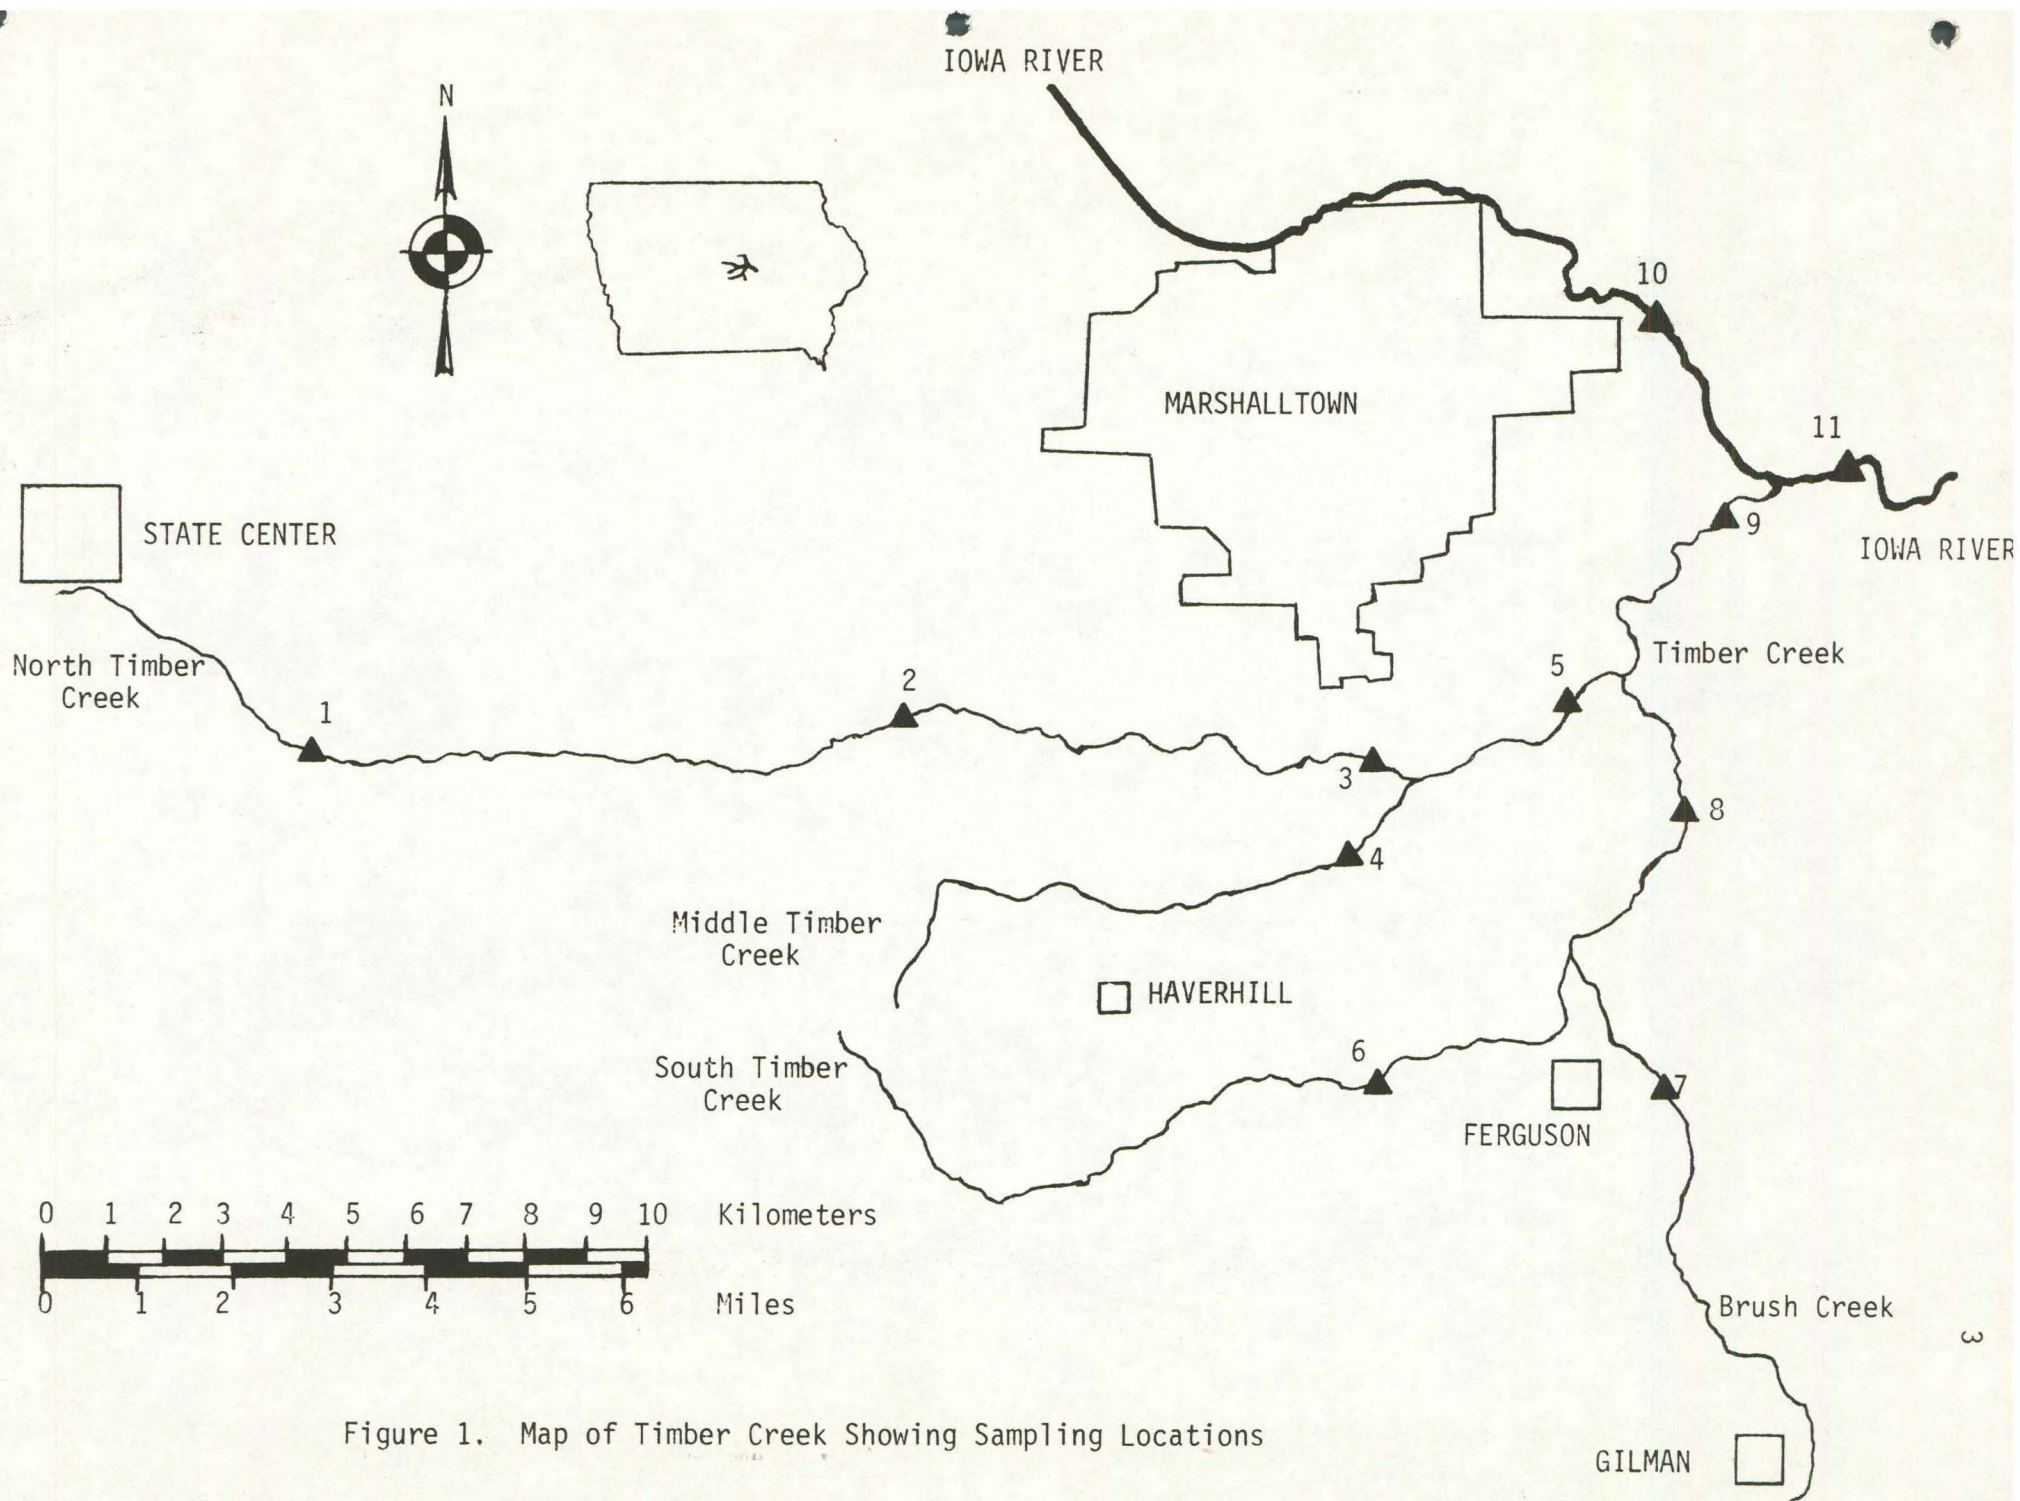 IOWA RIVER
N
10
MARSHALLTOWN
11
9
STATE CENTER
IOWA RIVER
North Timber
Creek
1
2
5
Timber Creek
3
8
4
Middle Timber
Creek
HAVERHILL
6
South Timber
Creek
7
FERGUSON
0 1 2 3 4 5 6 7 8 9 10 Kilometers
0 1 2 3 4 5 6 Miles
Brush Creek
3
Figure 1. Map of Timber Creek Showing Sampling Locations
GILMAN